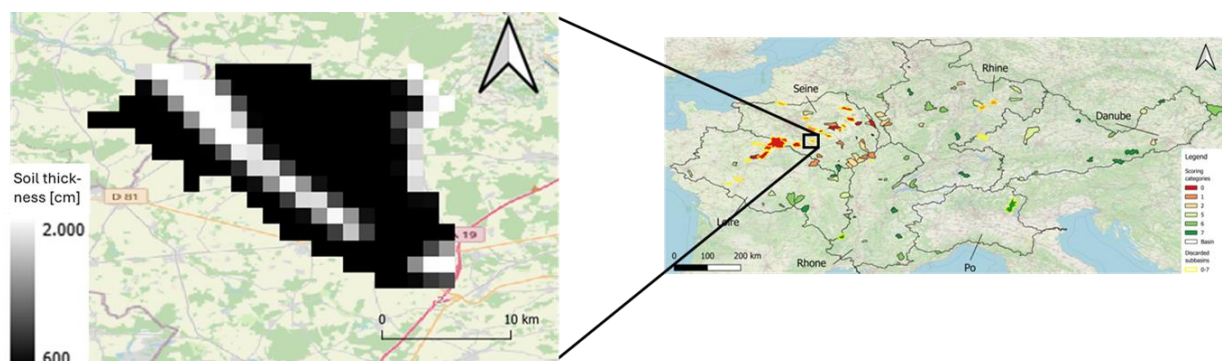 Soil thick-
ness [cm]
2.000
600
D 81
19
0 10 km
Seine
Rhine
Danube
Loire
Rhone
Po
0 100 200 km
Legend
Scoring
categories
0
1
2
5
6
7
Basin
Discarded
subbasins
0-7